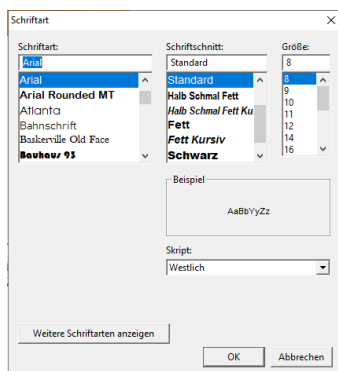 Schriftart
Schriftart:
Arial
Arial
Arial Rounded MT
Atlanta
Bahnschrift
Baskerville Old Face
Bauhaus 93
Schriftschnitt:
Standard
Standard
Halb Schmal Fett
Halb Schmal Fett Ku
Fett
Fett Kursiv
Schwarz
Größe:
8
8
9
10
11
12
14
16
Beispiel
AaBbYyZz
Skript:
Westlich
Weitere Schriftarten anzeigen
OK
Abbrechen